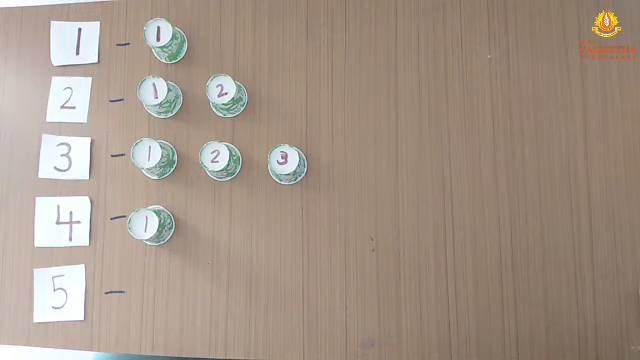 1 - 1
2 - 1 2
3 - 1 2 3
4 - 1
5 -